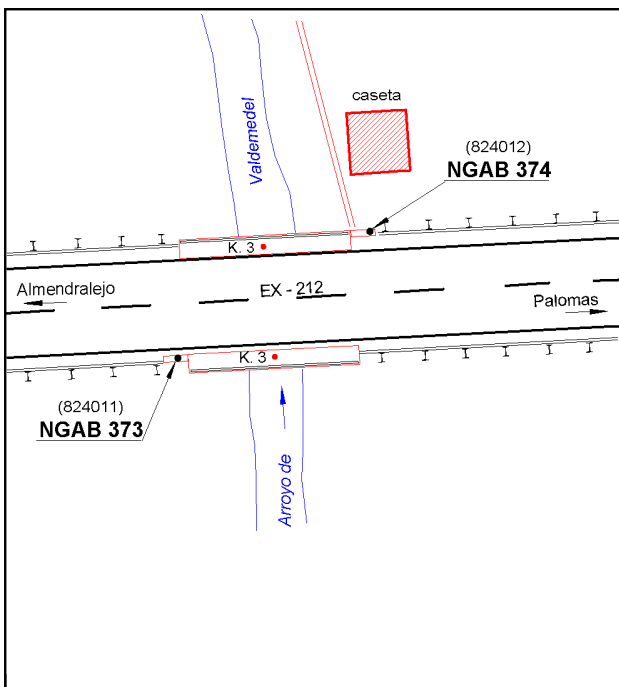 Valdemedel
caseta
(824012)
NGAB 374
K. 3
Almendralejo
EX - 212
Palomas
K. 3
(824011)
NGAB 373
Arroyo de